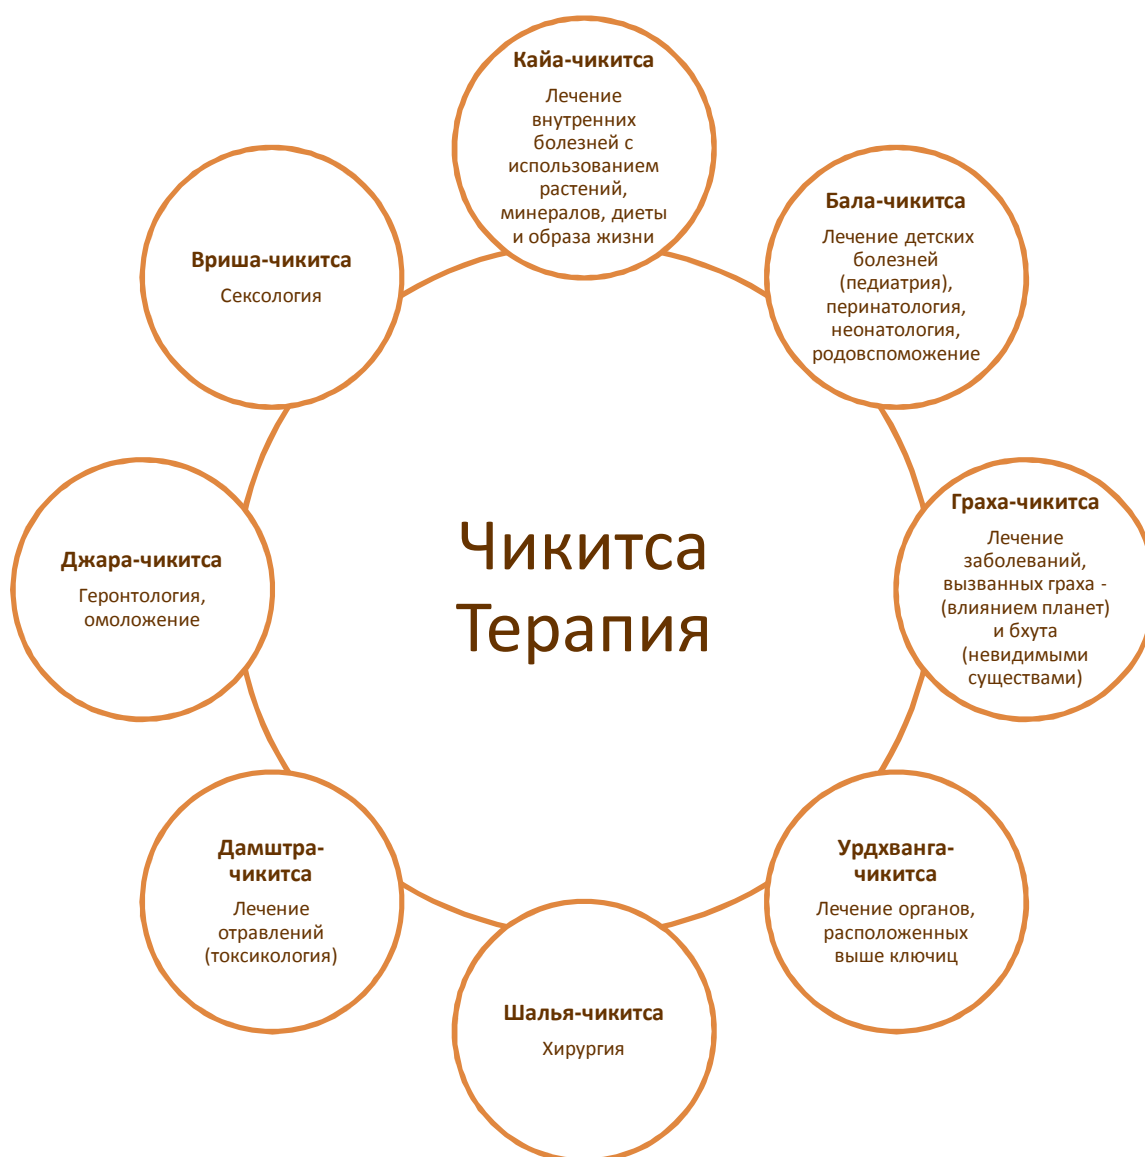 Кайа-чикитса
Лечение
внутренних
болезней с
использованием
растений,
минералов, диеты
и образа жизни
Бала-чикитса
Лечение детских
болезней
(педиатрия),
перинатология,
неонатология,
родовспоможение
Граха-чикитса
Лечение
заболеваний,
вызванных граха -
(влиянием планет)
и бхута
(невидимыми
существами)
Урдхванга-
чикитса
Лечение органов,
расположенных
выше ключиц
Шалья-чикитса
Хирургия
Дамштра-
чикитса
Лечение
отравлений
(токсикология)
Джара-чикитса
Геронтология,
омоложение
Вриша-чикитса
Сексология
Чикитса
Терапия